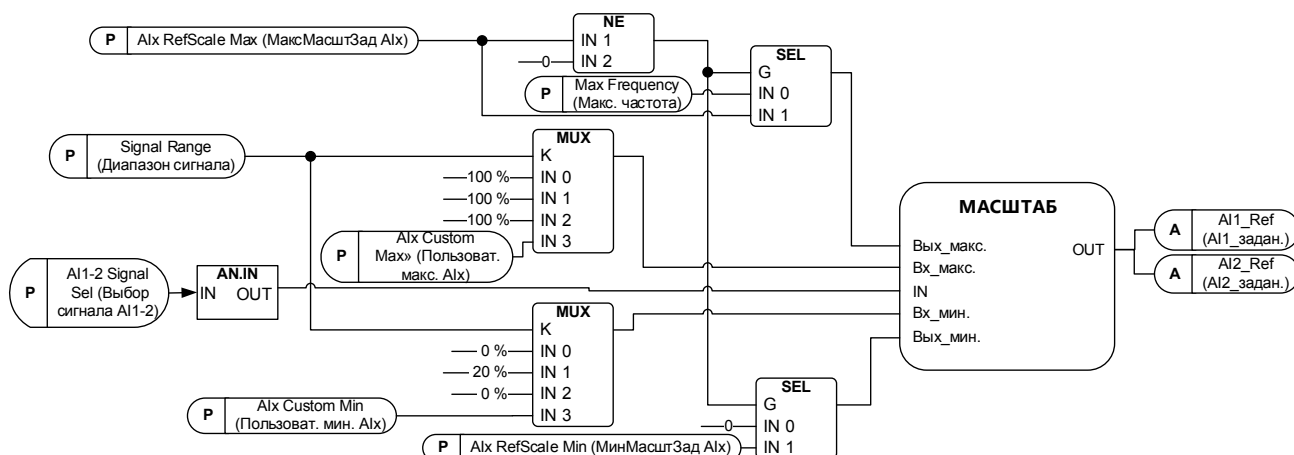 P
AIx RefScale Max (МаксМасштЗад AIx)
NE
IN 1
0
IN 2
SEL
G
IN 0
IN 1
P
Max Frequency
(Макс. частота)
P
Signal Range
(Диапазон сигнала)
MUX
K
100 %
IN 0
100 %
IN 1
100 %
IN 2
IN 3
P
AIx Custom
Max» (Пользоват.
макс. AIx)
P
AI1-2 Signal
Sel (Выбор
сигнала AI1-2)
AN.IN
IN OUT
МАСШТАБ
Вых_макс.
Вх_макс.
IN
Вх_мин.
Вых_мин.
OUT
A
AI1_Ref
(AI1_задан.)
A
AI2_Ref
(AI2_задан.)
MUX
K
0 %
IN 0
20 %
IN 1
0 %
IN 2
IN 3
P
AIx Custom Min
(Пользоват. мин. AIx)
SEL
G
0
IN 0
IN 1
P
AIx RefScale Min (МинМасштЗад AIx)